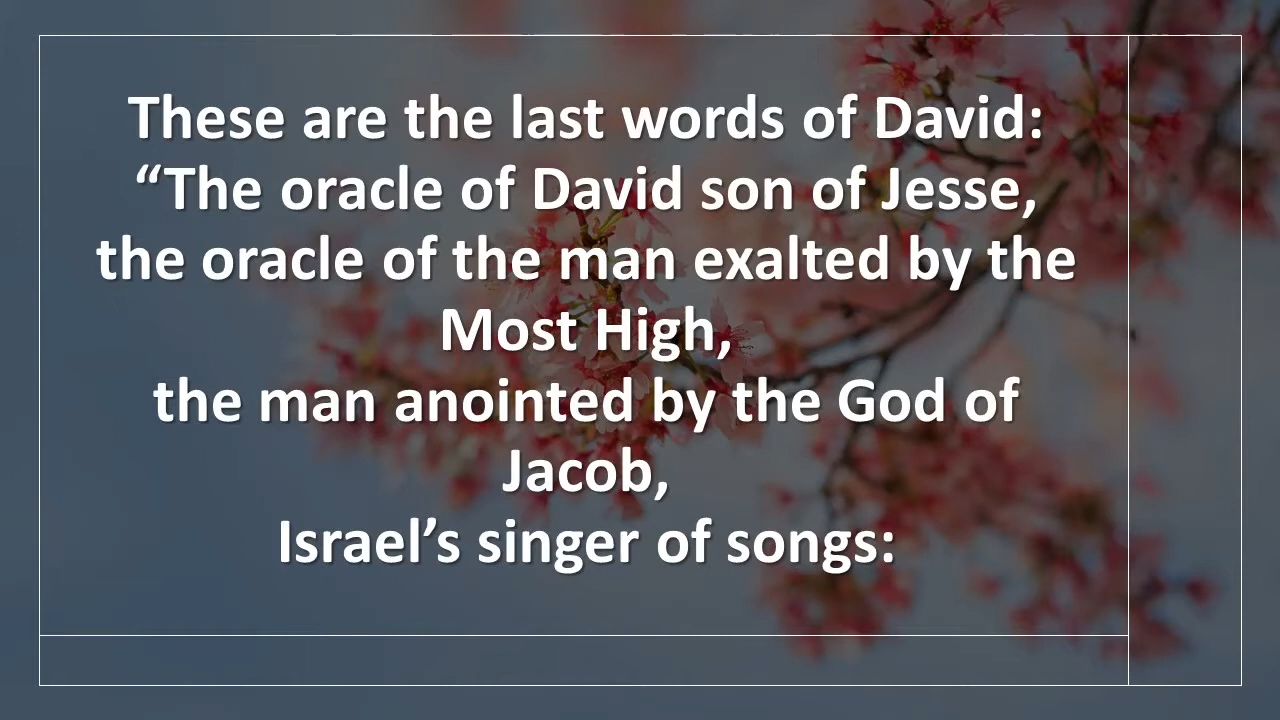 These are the last words of David:
“The oracle of David son of Jesse,
the oracle of the man exalted by the
Most High,
the man anointed by the God of
Jacob,
Israel’s singer of songs: